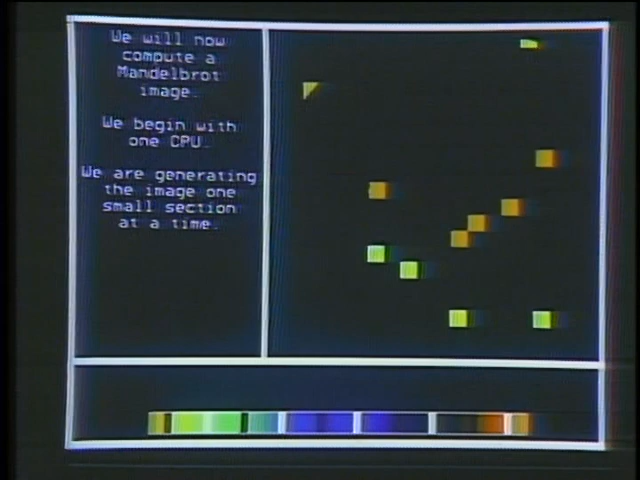 We will now
compute a
Mandelbrot
image.
We begin with
one CPU.
We are generating
the image one
small section
at a time.